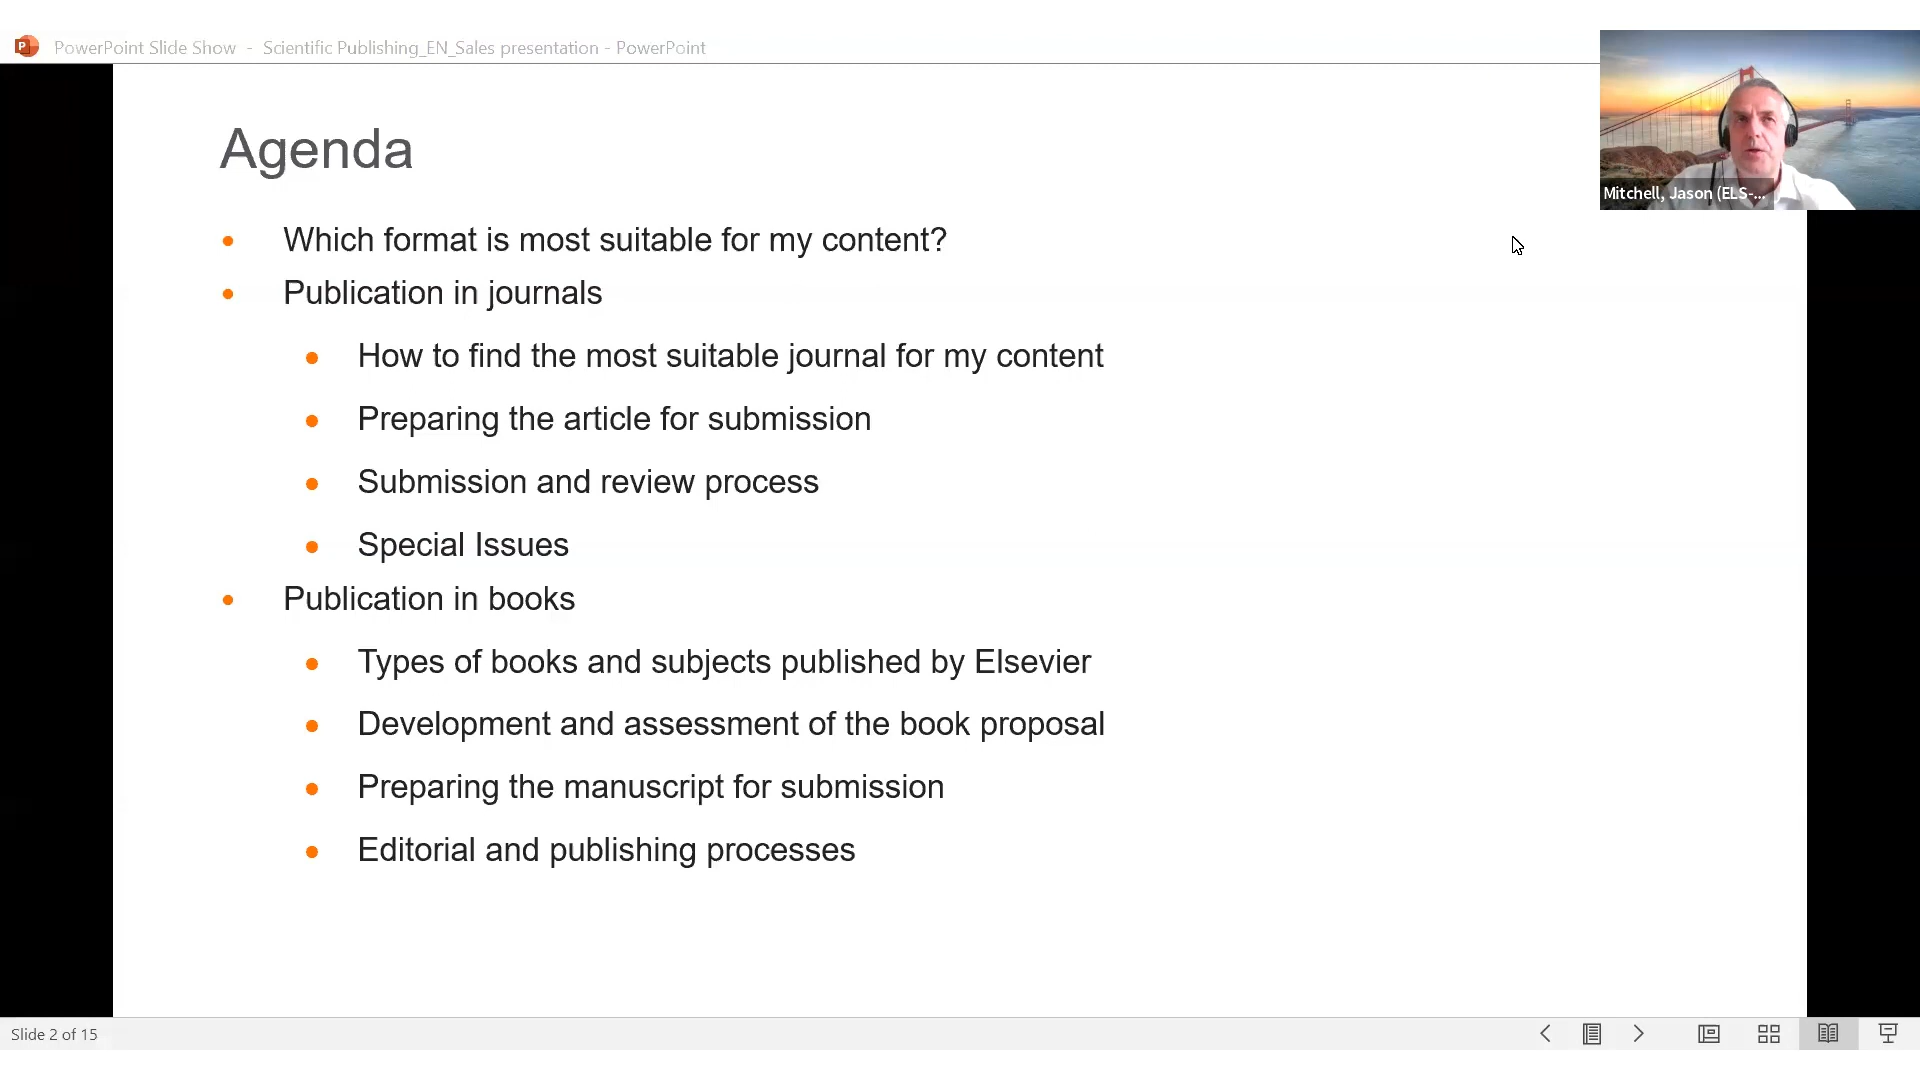 PowerPoint Slide Show - Scientific Publishing_EN_Sales presentation - PowerPoint
Mitchell, Jason (ELS-...
Agenda
Which format is most suitable for my content?
Publication in journals
How to find the most suitable journal for my content
Preparing the article for submission
Submission and review process
Special Issues
Publication in books
Types of books and subjects published by Elsevier
Development and assessment of the book proposal
Preparing the manuscript for submission
Editorial and publishing processes
Slide 2 of 15